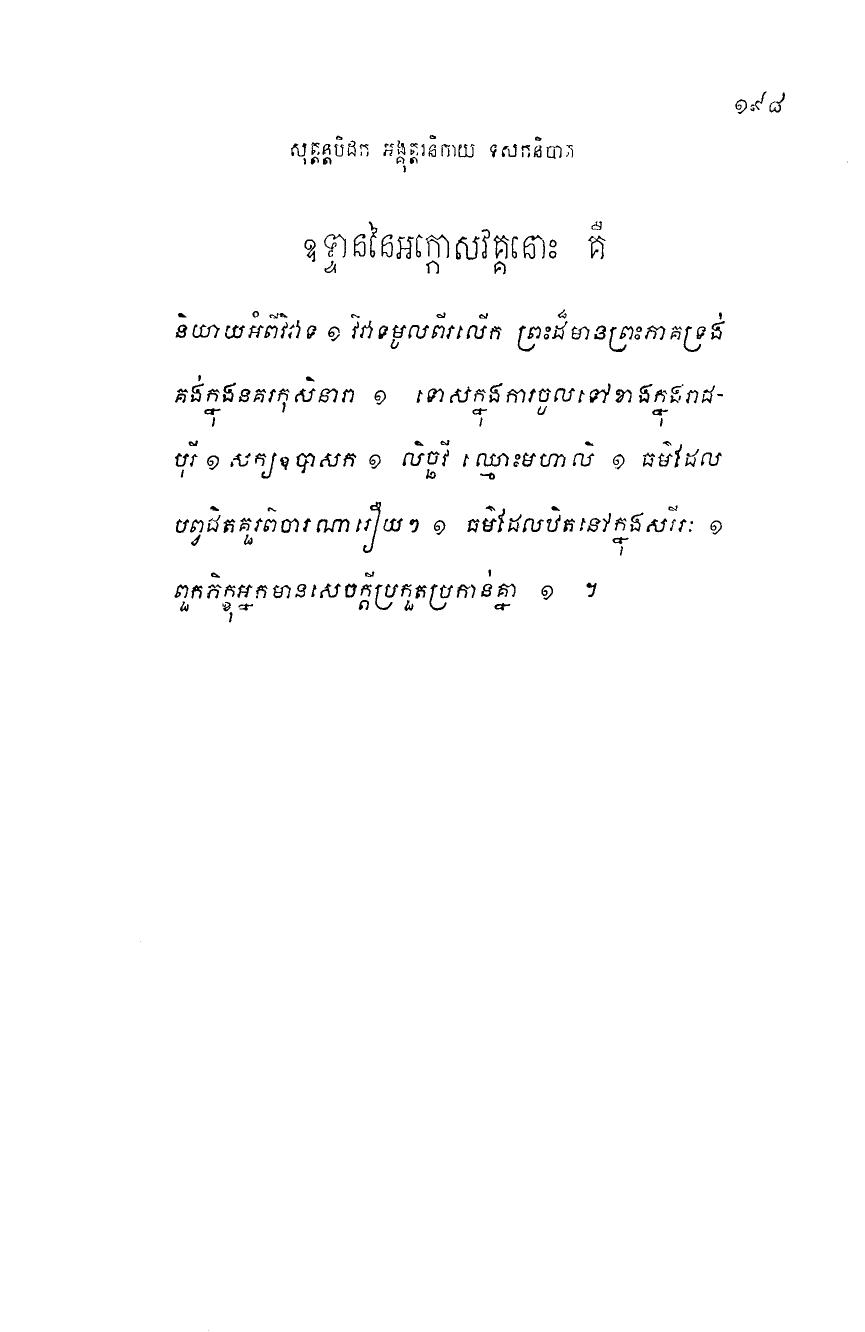 ១៩៨
សុត្តន្តបិដក អង្គុត្តរនិកាយ ទសកនិបាត
ឧទ្ទាននៃអក្កោសវគ្គនោះ គឺ
និយាយអំពីវិវាទ ១ វិវាទមូលពីរលើក ព្រះដ៏មានព្រះភាគទ្រង់
គង់ក្នុងនគរកុសិនារា ១ ទោសក្នុងការចូលទៅខាងក្នុងរាជ-
បុរី ១ សក្យឧបាសក ១ លិច្ឆវី ឈ្មោះមហាលិ ១ ធម៌ដែល
បព្វជិតគួរពិចារណារឿយៗ ១ ធម៌ដែលឋិតនៅក្នុងសរីរៈ ១
ពួកភិក្ខុអ្នកមានសេចក្តីប្រកួតប្រកាន់គ្នា ១ ។